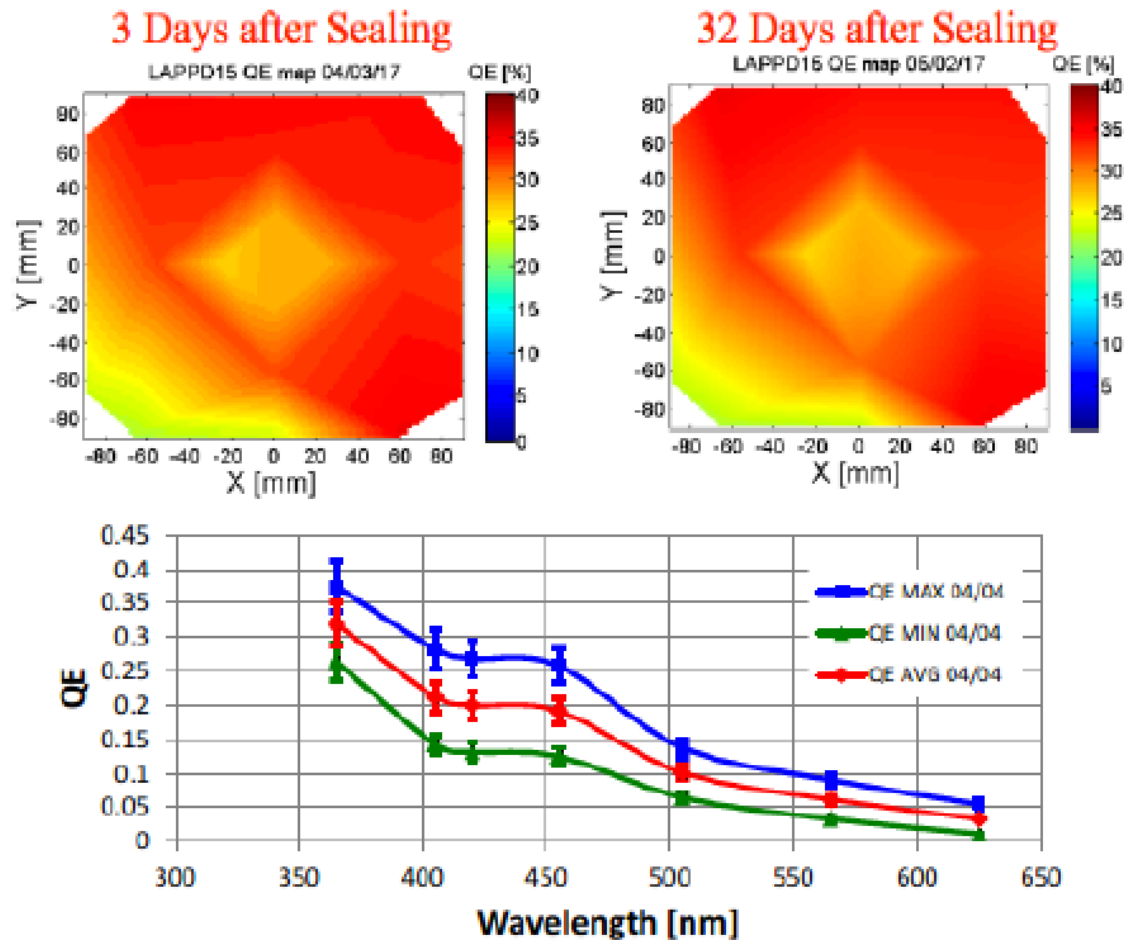 3 Days after Sealing
LAPPD15 QE map 04/03/17 QE [%]
Y [mm]
90
60
40
20
0
-20
-40
-60
-90
40
35
30
25
20
15
10
5
0
-80 -60 -40 -20 0 20 40 60 80
X [mm]
32 Days after Sealing
LAPPD15 QE map 05/02/17 QE [%]
Y [mm]
80
60
40
20
0
-20
-40
-60
-80
40
35
30
25
20
15
10
5
-80 -60 -40 -20 0 20 40 60 80
X [mm]
QE
0.45
0.4
0.35
0.3
0.25
0.2
0.15
0.1
0.05
0
QE MAX 04/04
QE MIN 04/04
QE AVG 04/04
300 350 400 450 500 550 600 650
Wavelength [nm]